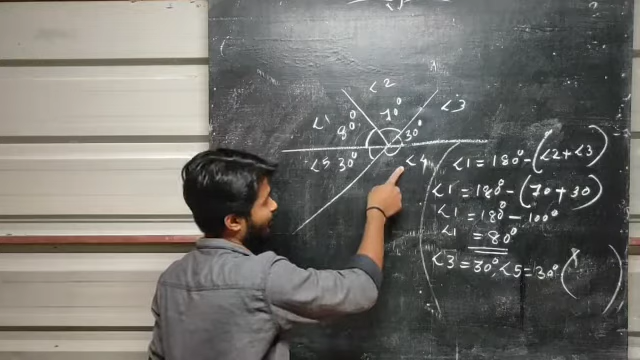 ∠2
∠3
∠1
70°
80°
30°
∠5 30°
∠4
∠1 = 180° - (∠2 + ∠3)
∠1 = 180° - (70 + 30)
∠1 = 180° - 100°
∠1 = 80°
∠3 = 30°, ∠5 = 30° (